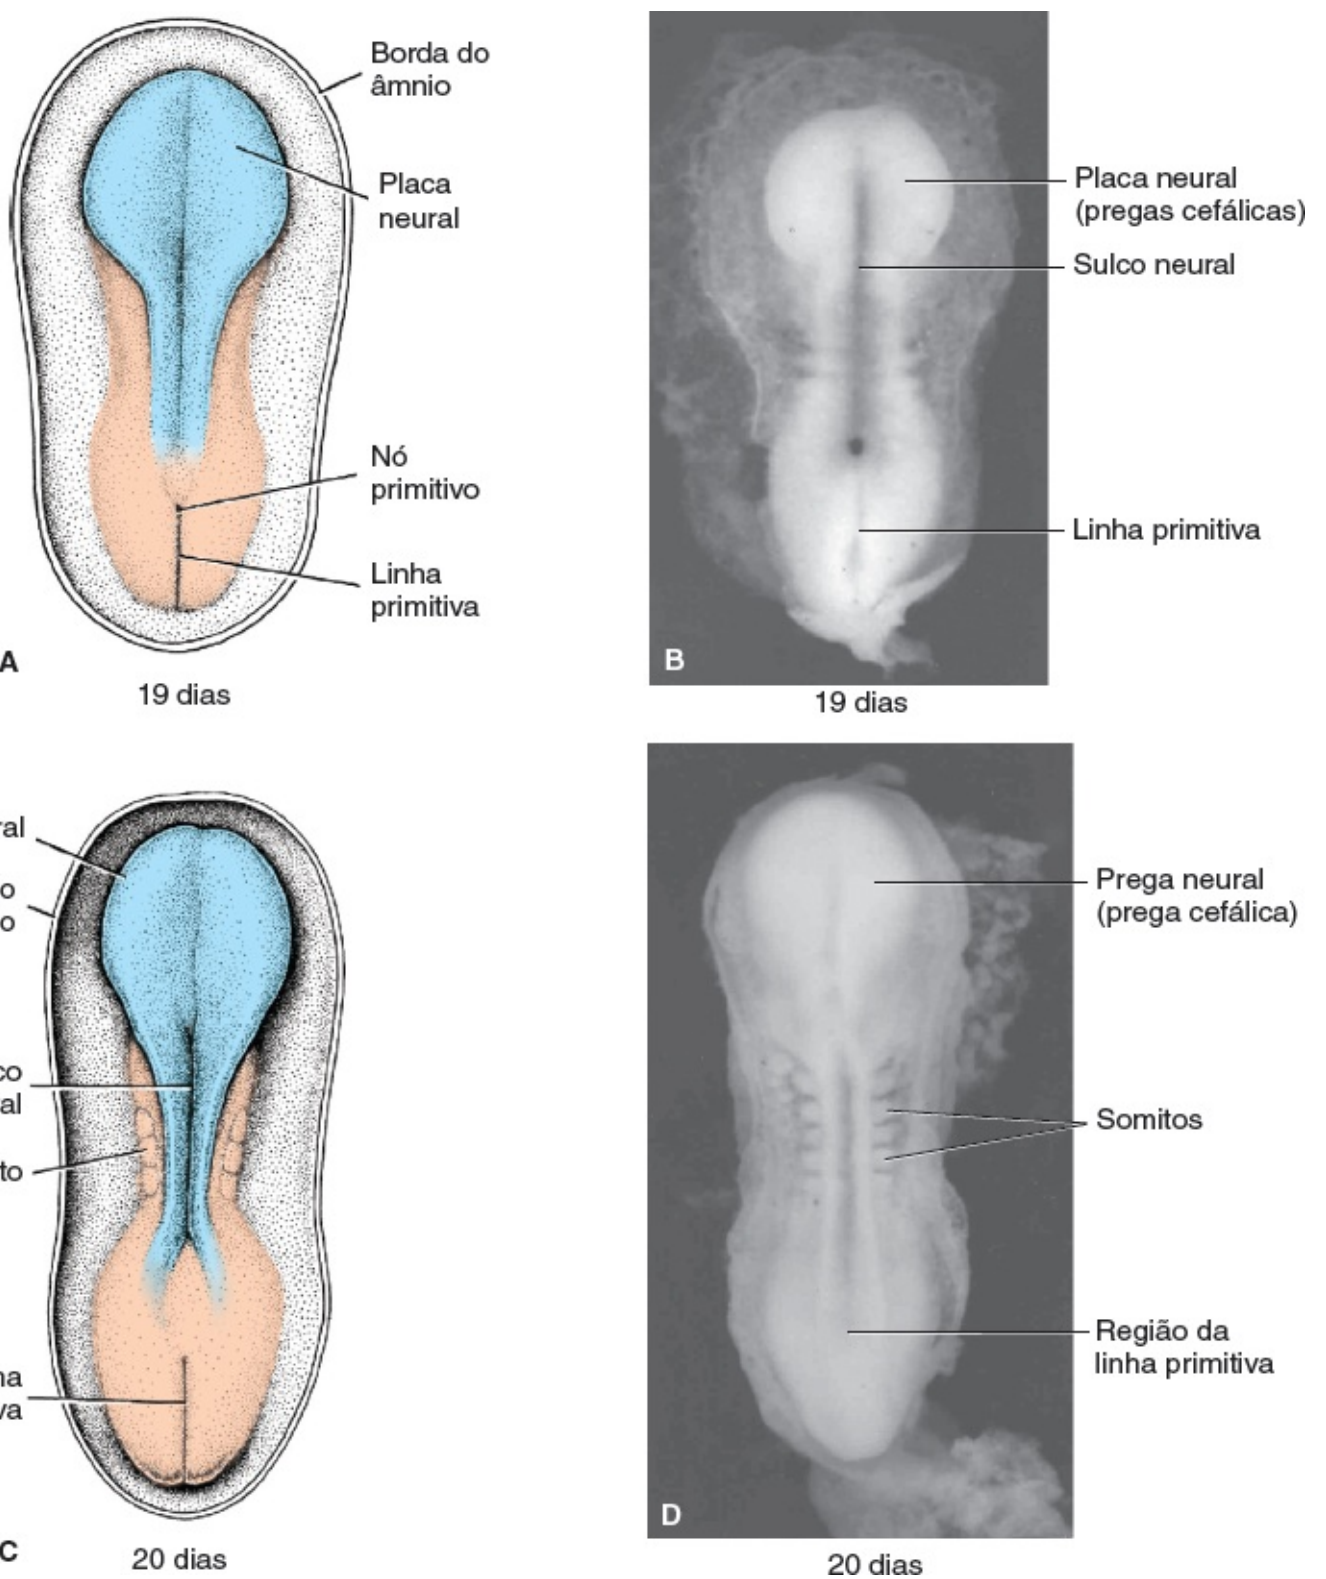 Borda do
âmnio
Placa
neural
Nó
primitivo
Linha
primitiva
A
19 dias
Placa neural
(pregas cefálicas)
Sulco neural
Linha primitiva
B
19 dias
ral
o
o
co
al
to
na
va
C
20 dias
Prega neural
(prega cefálica)
Somitos
Região da
linha primitiva
D
20 dias